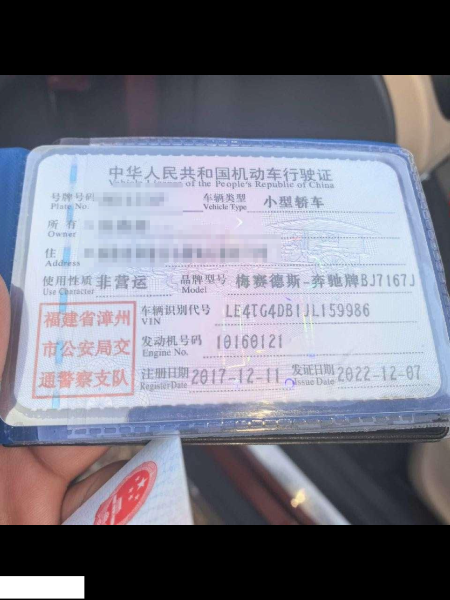 中华人民共和国机动车行驶证
Vehicle License of the People's Republic of China
号牌号码 Plate No. 车辆类型 Vehicle Type 小型轿车
所有 Owner
住 Address
使用性质 Use Character 非营运 品牌型号 Model 梅赛德斯-奔驰牌BJ7167J
福建省漳州
市公安局交
通警察支队
车辆识别代号 VIN LE4TG4DB1JL159986
发动机号码 Engine No. 10160121
注册日期 Register Date 2017-12-11 发证日期 Issue Date 2022-12-07